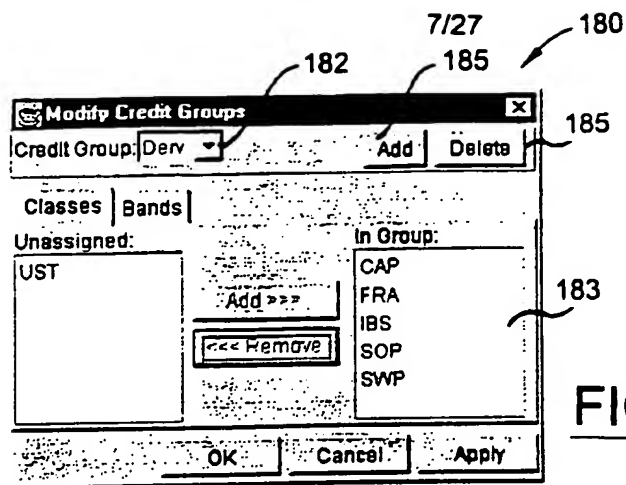 7/27
180
182
185
Modify Credit Groups
Credit Group: Derv
Add
Delete
185
Classes
Bands
Unassigned:
In Group:
UST
CAP
FRA
IBS
SOP
SWP
183
Add >>>
<<< Remove
FI
OK
Cancel
Apply